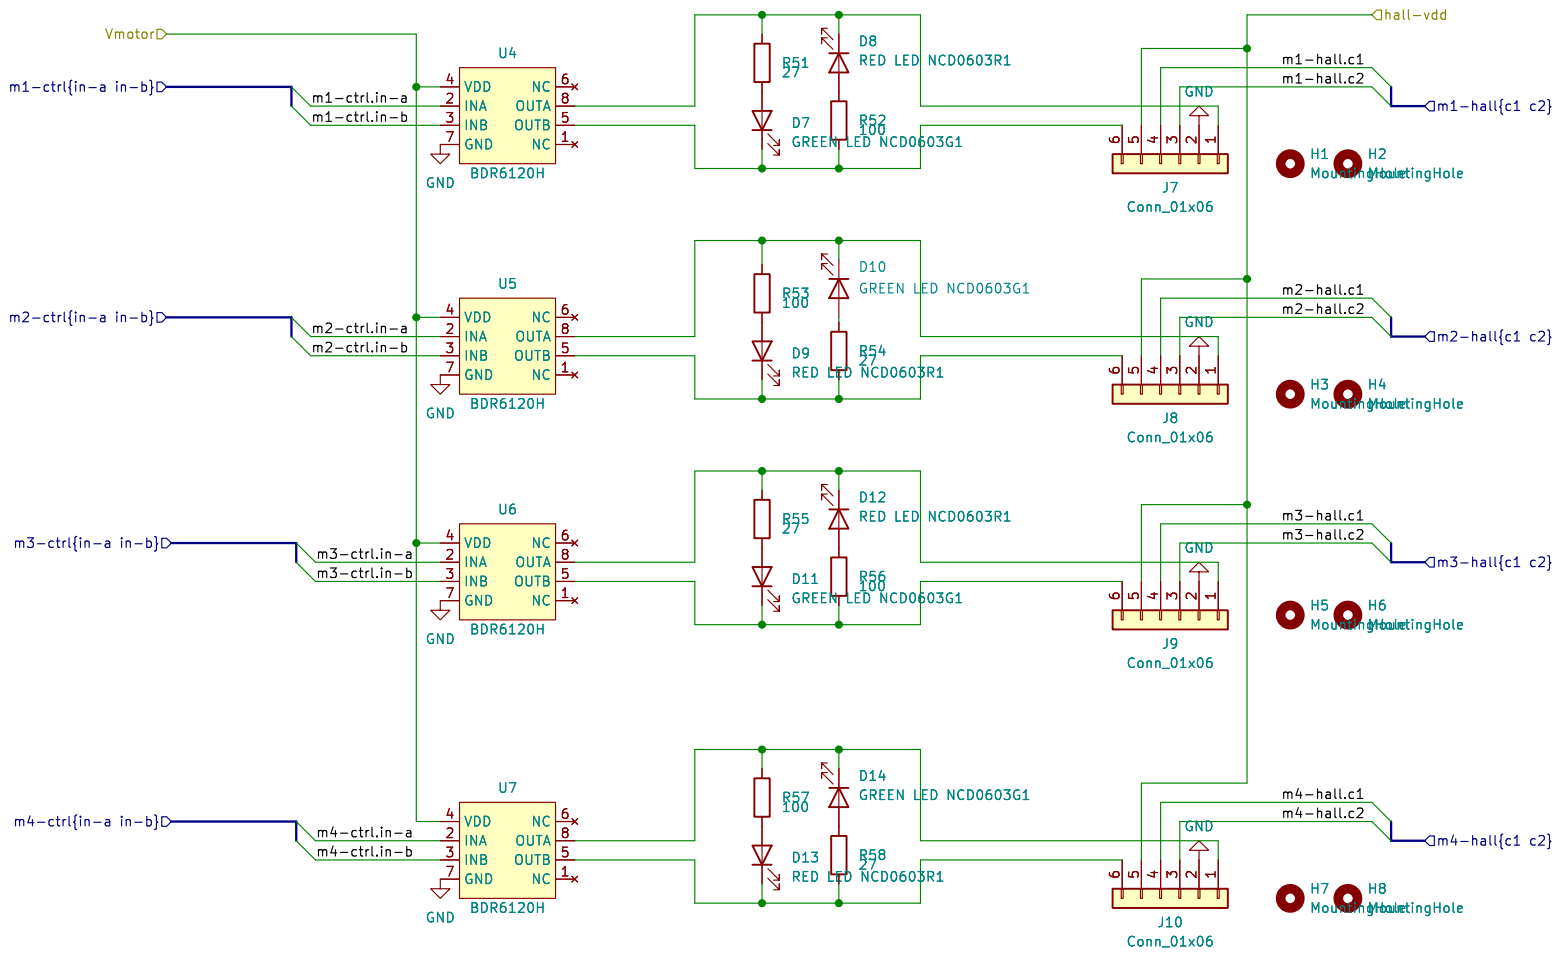 Vmotor
hall-vdd
m1-ctrl{in-a in-b}
m1-ctrl.in-a
m1-ctrl.in-b
U4
4 VDD NC 6
2 INA OUTA 8
3 INB OUTB 5
7 GND NC 1
GND
BDR6120H
R51
27
D7
GREEN LED NCD0603G1
D8
RED LED NCD0603R1
R52
100
m1-hall.c1
m1-hall.c2
GND
m1-hall{c1 c2}
6 5 4 3 2 1
J7
Conn_01x06
H1
MountingHole
H2
MountingHole
m2-ctrl{in-a in-b}
m2-ctrl.in-a
m2-ctrl.in-b
U5
4 VDD NC 6
2 INA OUTA 8
3 INB OUTB 5
7 GND NC 1
GND
BDR6120H
R53
100
D9
RED LED NCD0603R1
D10
GREEN LED NCD0603G1
R54
27
m2-hall.c1
m2-hall.c2
GND
m2-hall{c1 c2}
6 5 4 3 2 1
J8
Conn_01x06
H3
MountingHole
H4
MountingHole
m3-ctrl{in-a in-b}
m3-ctrl.in-a
m3-ctrl.in-b
U6
4 VDD NC 6
2 INA OUTA 8
3 INB OUTB 5
7 GND NC 1
GND
BDR6120H
R55
27
D11
GREEN LED NCD0603G1
D12
RED LED NCD0603R1
R56
100
m3-hall.c1
m3-hall.c2
GND
m3-hall{c1 c2}
6 5 4 3 2 1
J9
Conn_01x06
H5
MountingHole
H6
MountingHole
m4-ctrl{in-a in-b}
m4-ctrl.in-a
m4-ctrl.in-b
U7
4 VDD NC 6
2 INA OUTA 8
3 INB OUTB 5
7 GND NC 1
GND
BDR6120H
R57
100
D13
RED LED NCD0603R1
D14
GREEN LED NCD0603G1
R58
27
m4-hall.c1
m4-hall.c2
GND
m4-hall{c1 c2}
6 5 4 3 2 1
J10
Conn_01x06
H7
MountingHole
H8
MountingHole